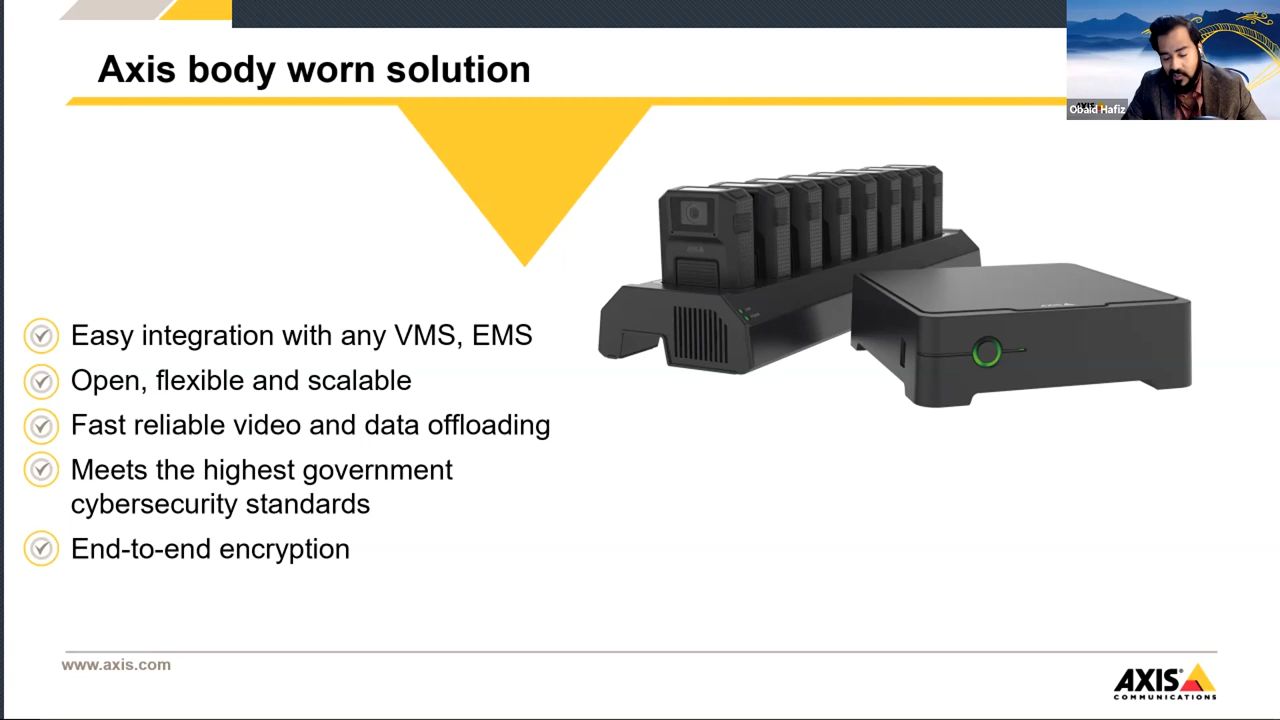 Axis body worn solution
Obaid Hafiz
Easy integration with any VMS, EMS
Open, flexible and scalable
Fast reliable video and data offloading
Meets the highest government
cybersecurity standards
End-to-end encryption
www.axis.com
AXIS
COMMUNICATIONS